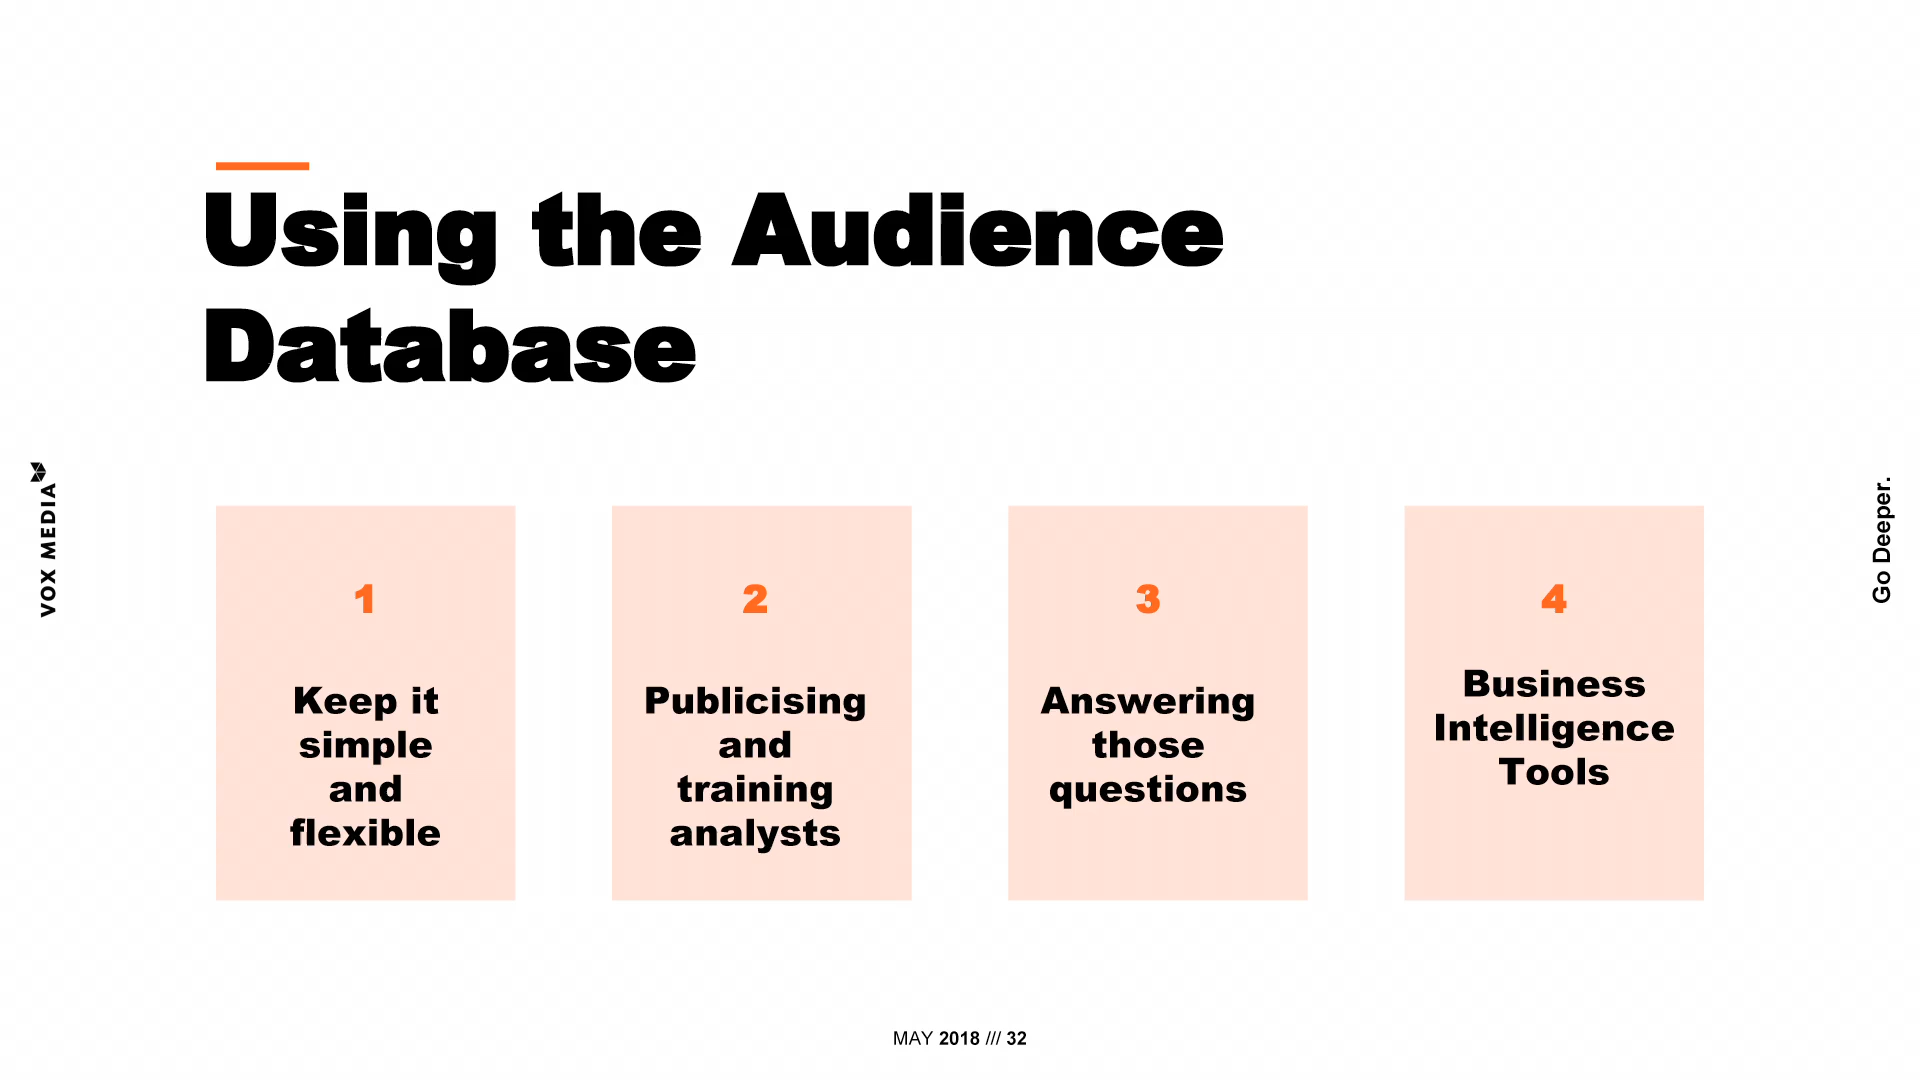 Using the Audience
Database
VOX MEDIA
Go Deeper.
1
Keep it
simple
and
flexible
2
Publicising
and
training
analysts
3
Answering
those
questions
4
Business
Intelligence
Tools
MAY 2018 /// 32